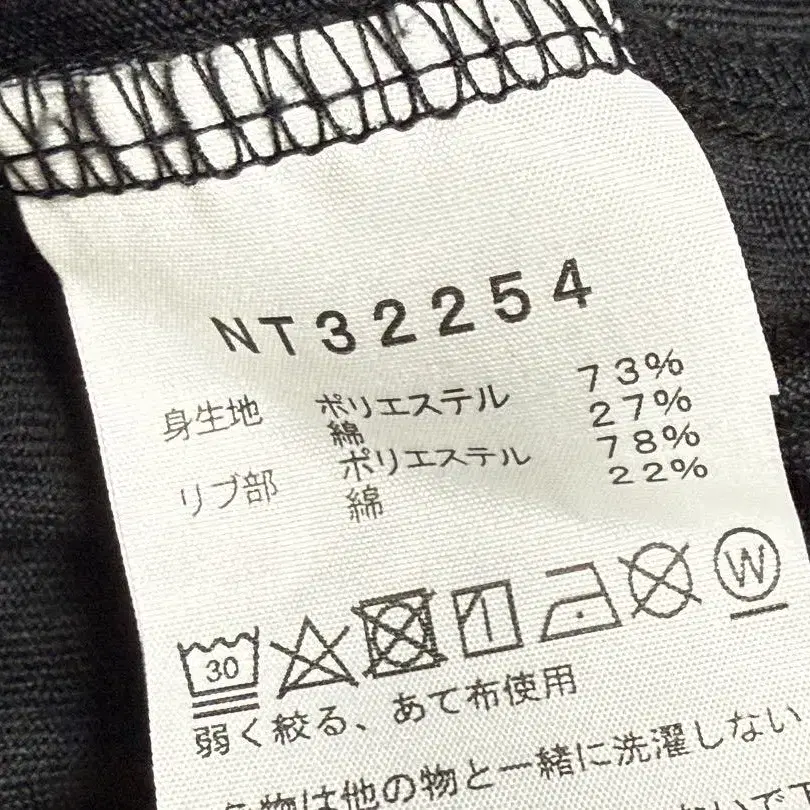 NT32254
身生地 ポリエステル 73%
綿 27%
リブ部 ポリエステル 78%
綿 22%
30
W
弱く絞る、あて布使用
物は他の物と一緒に洗濯しない